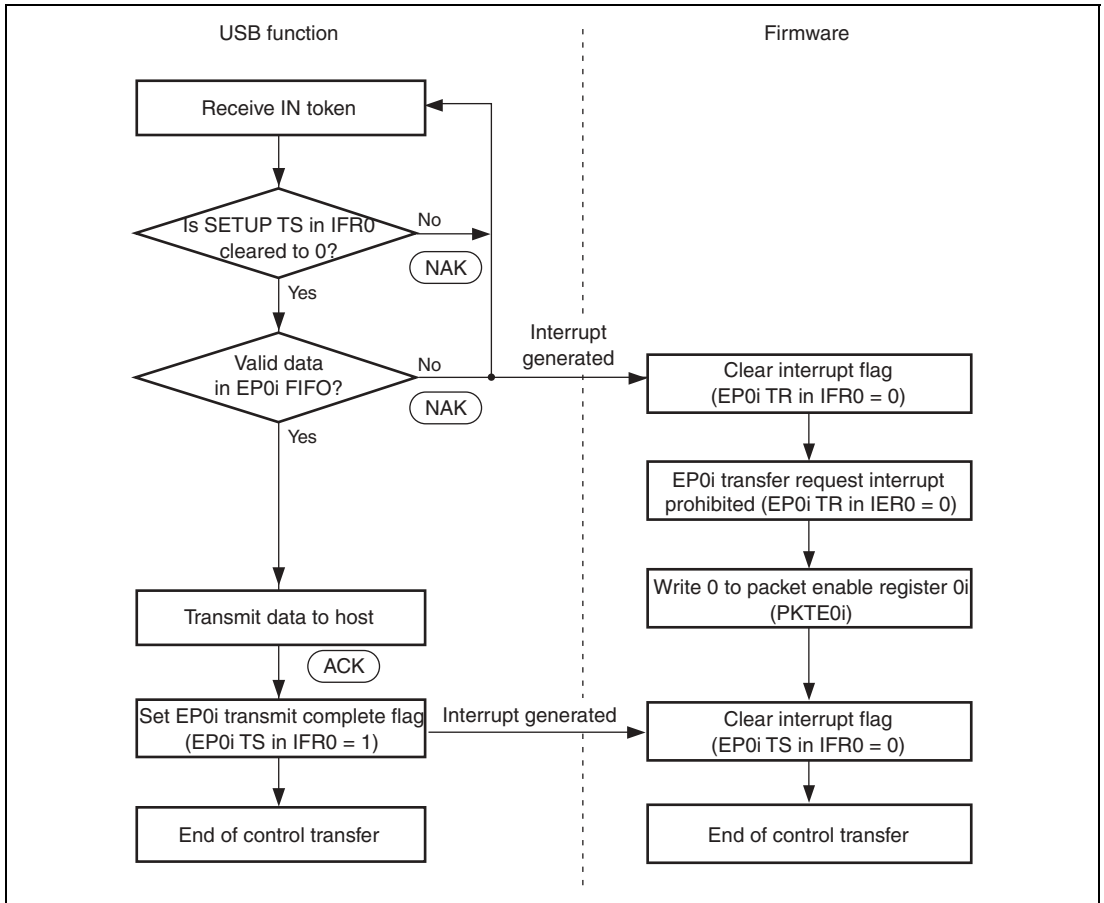 USB function
Firmware
Receive IN token
Is SETUP TS in IFR0
cleared to 0?
No
NAK
Yes
Valid data
in EP0i FIFO?
No
NAK
Yes
Interrupt
generated
Clear interrupt flag
(EP0i TR in IFR0 = 0)
EP0i transfer request interrupt
prohibited (EP0i TR in IER0 = 0)
Write 0 to packet enable register 0i
(PKTE0i)
Transmit data to host
ACK
Set EP0i transmit complete flag
(EP0i TS in IFR0 = 1)
Interrupt generated
Clear interrupt flag
(EP0i TS in IFR0 = 0)
End of control transfer
End of control transfer